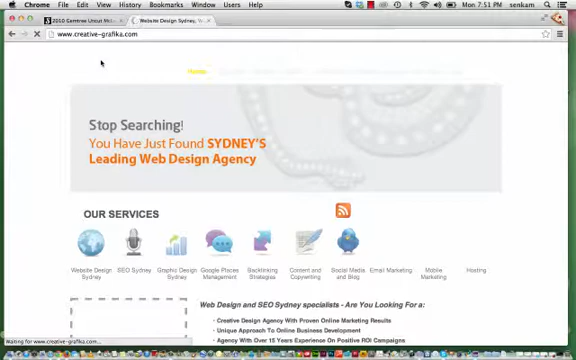 Chrome File Edit View History Bookmarks Window Users Help Mon 7:51 PM senkam
2010 Gamtree Uncut Mo... Website Design Sydney, W...
www.creative-grafika.com
Home
Stop Searching!
You Have Just Found SYDNEY'S
Leading Web Design Agency
OUR SERVICES
Website Design Sydney
SEO Sydney
Graphic Design Sydney
Google Places Management
Backlinking Strategies
Content and Copywriting
Social Media and Blog
Email Marketing
Mobile Marketing
Hosting
Web Design and SEO Sydney specialists - Are You Looking For a:
Creative Design Agency With Proven Online Marketing Results
Unique Approach To Online Business Development
Agency With Over 15 Years Experience On Positive ROI Campaigns
Waiting for www.creative-grafika.com...